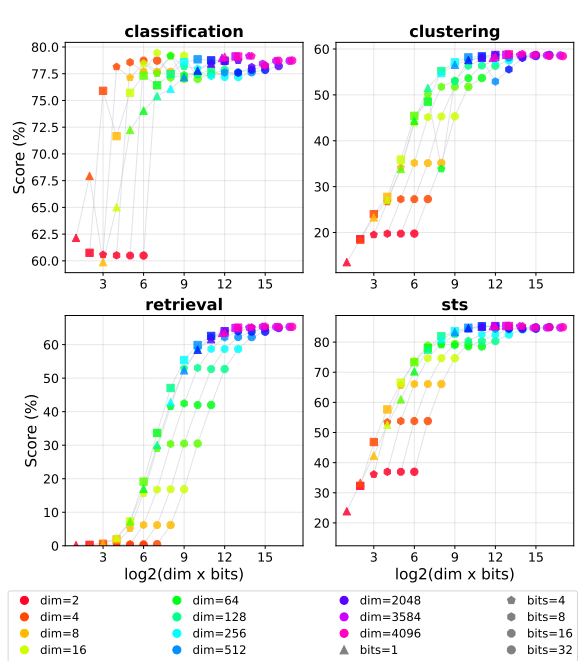 classification
clustering
80.0
77.5
75.0
72.5
70.0
67.5
65.0
62.5
60.0
Score (%)
3 6 9 12 15
60
50
40
30
20
3 6 9 12 15
retrieval
sts
60
50
40
30
20
10
0
Score (%)
3 6 9 12 15
log2(dim x bits)
80
70
60
50
40
30
20
3 6 9 12 15
log2(dim x bits)
dim=2 dim=64 dim=2048 bits=4
dim=4 dim=128 dim=3584 bits=8
dim=8 dim=256 dim=4096 bits=16
dim=16 dim=512 bits=1 bits=32